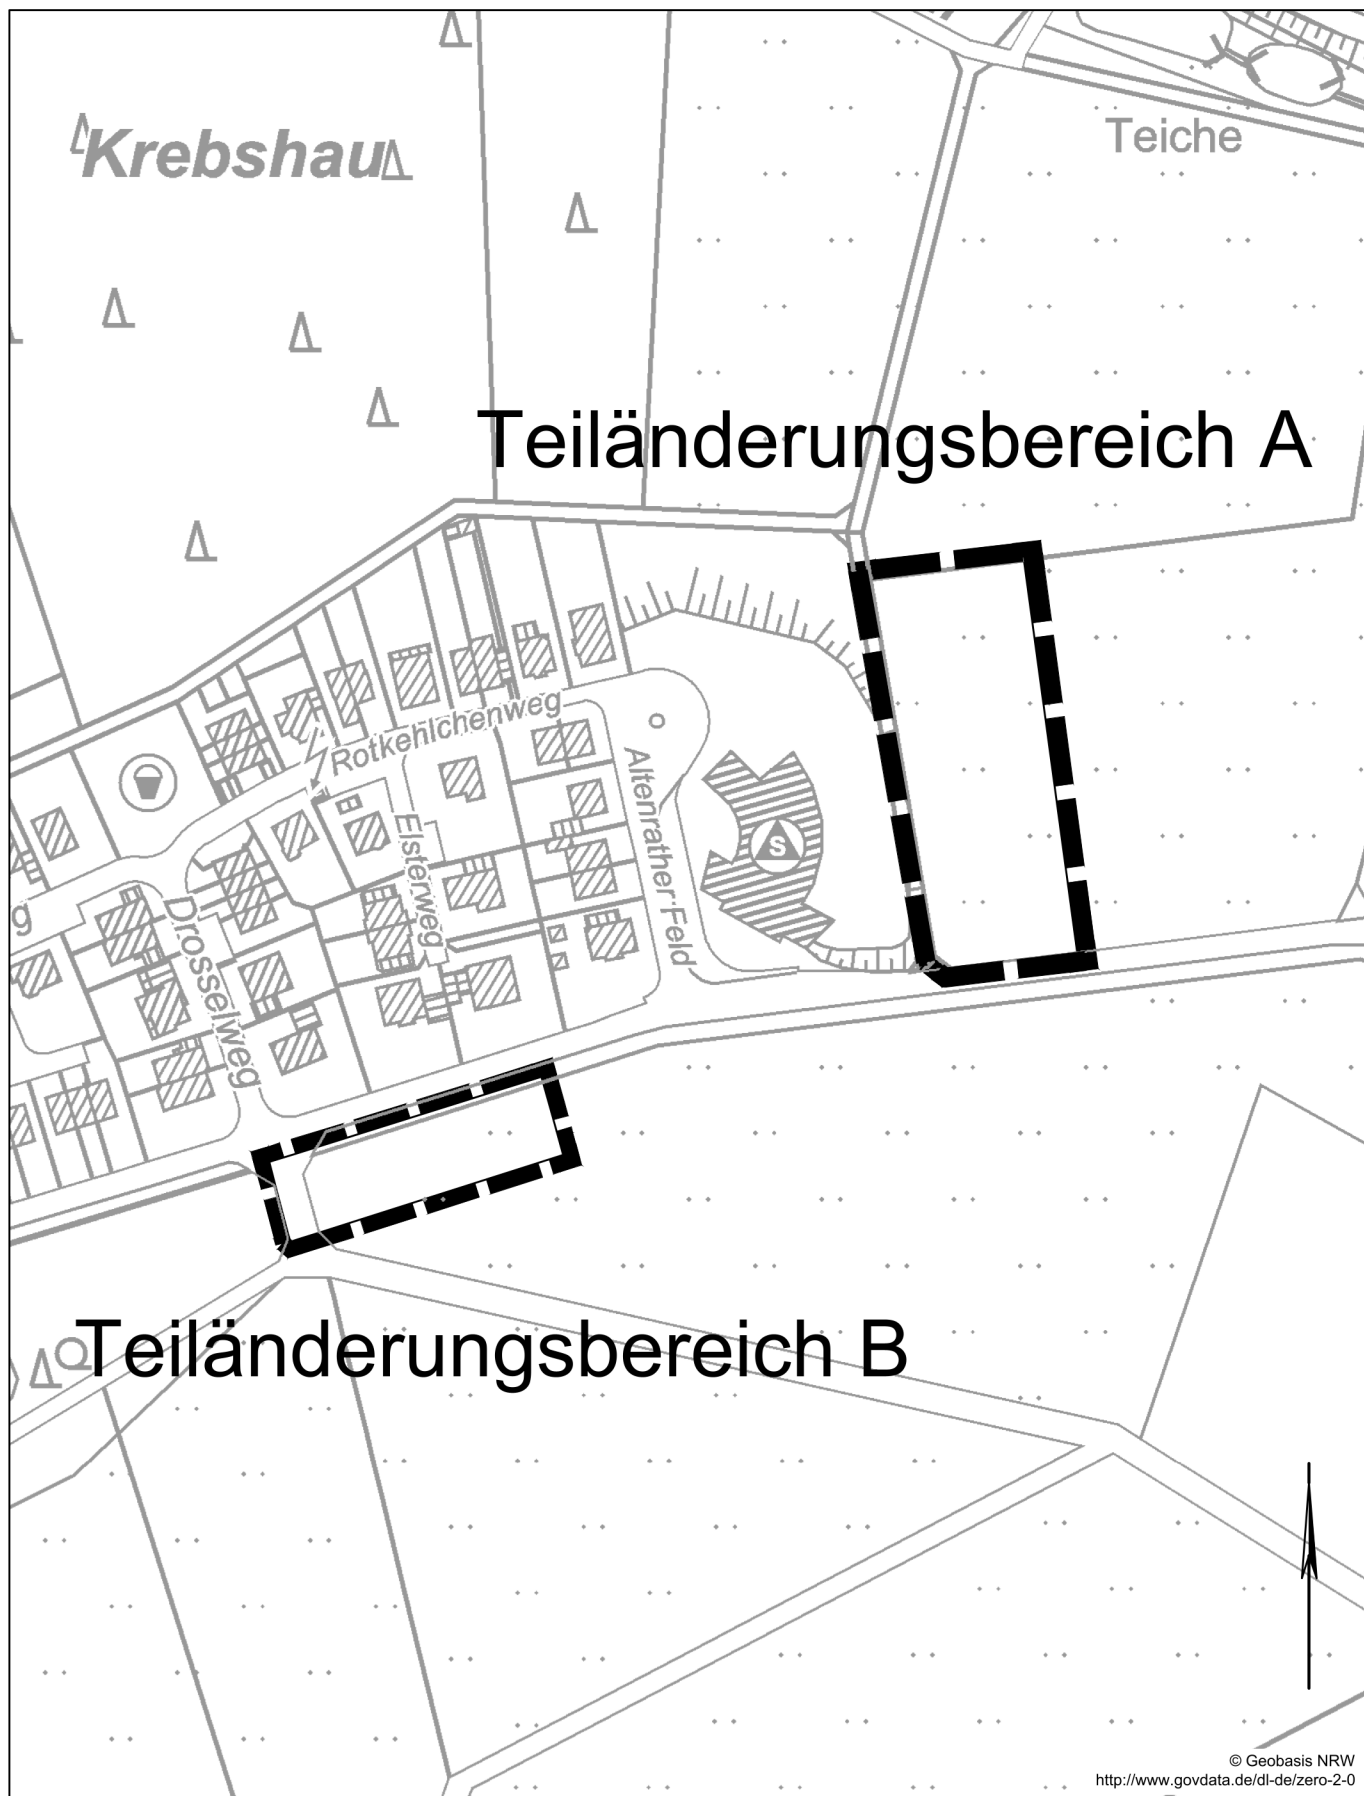 Teiche
Krebshau
Teiländerungsbereich A
Rotkehlchenweg
Altenrather Feld
Elsterweg
S
Drosselweg
g
Teiländerungsbereich B
© Geobasis NRW
http://www.govdata.de/dl-de/zero-2-0